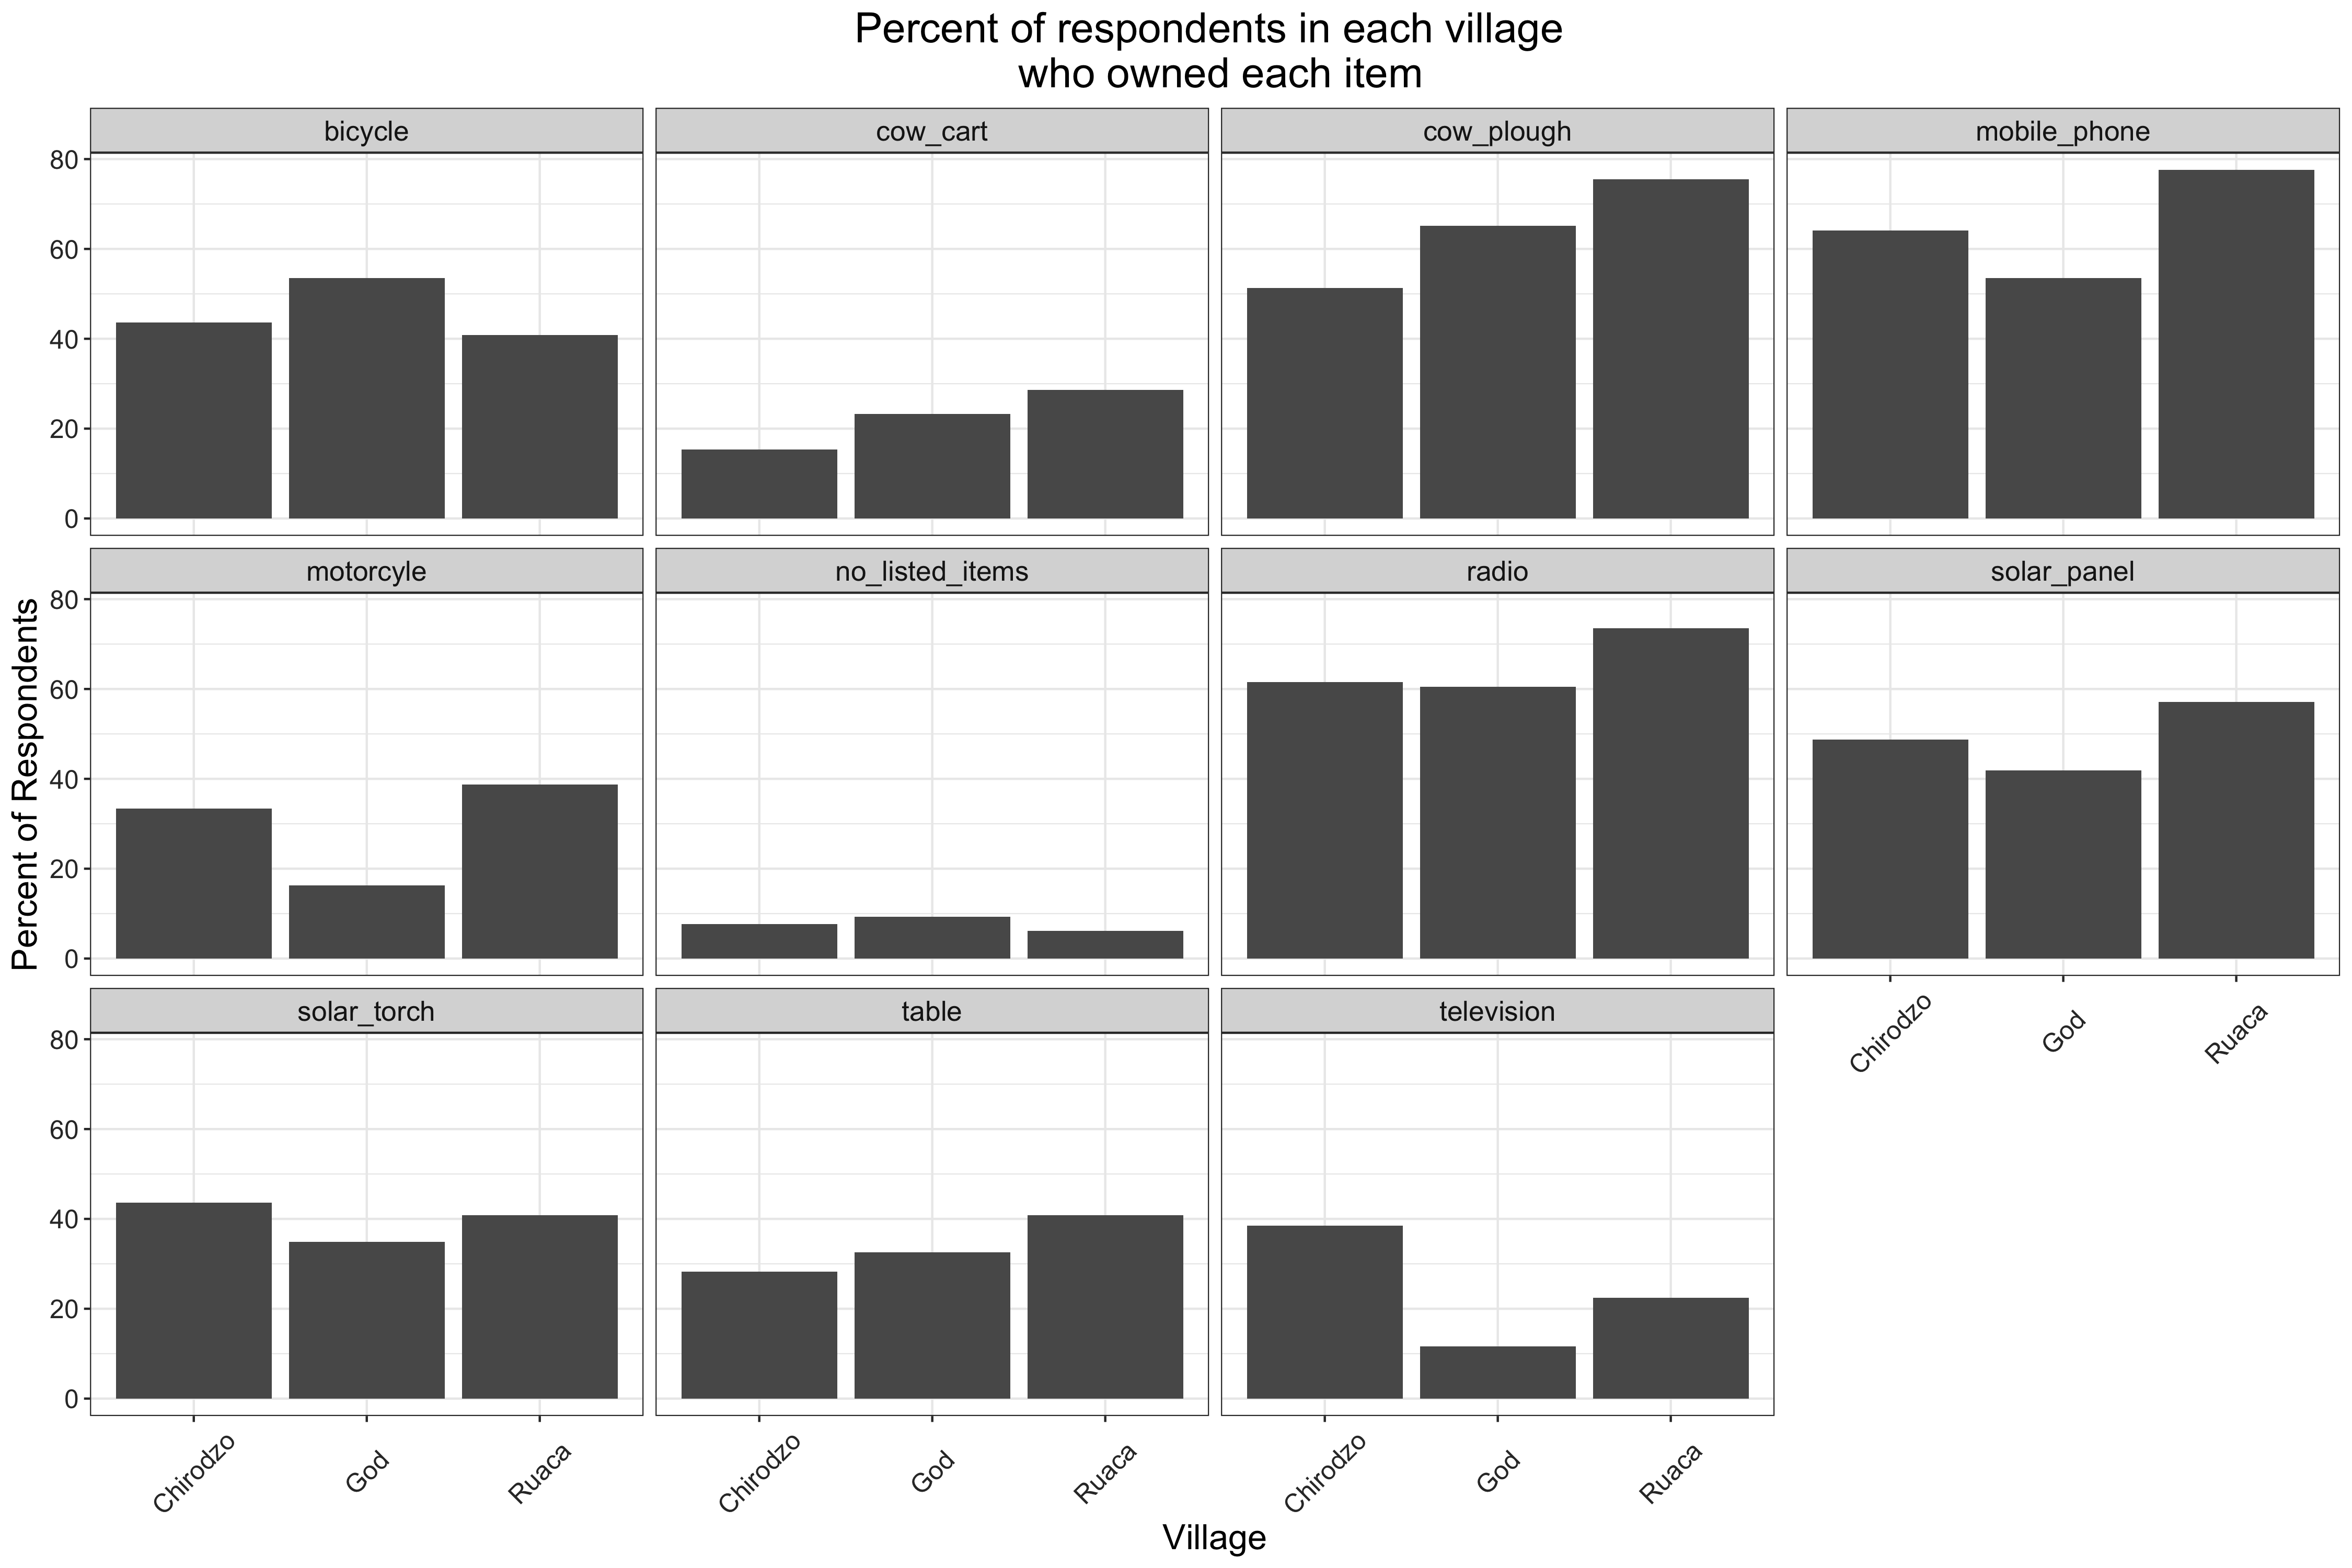 Percent of respondents in each village
who owned each item
bicycle
cow_cart
cow_plough
mobile_phone
80
60
40
20
0
motorcyle
no_listed_items
radio
solar_panel
80
60
40
20
0
Chirodzo
God
Ruaca
solar_torch
table
television
80
60
40
20
0
Chirodzo
God
Ruaca
Chirodzo
God
Ruaca
Chirodzo
God
Ruaca
Percent of Respondents
Village